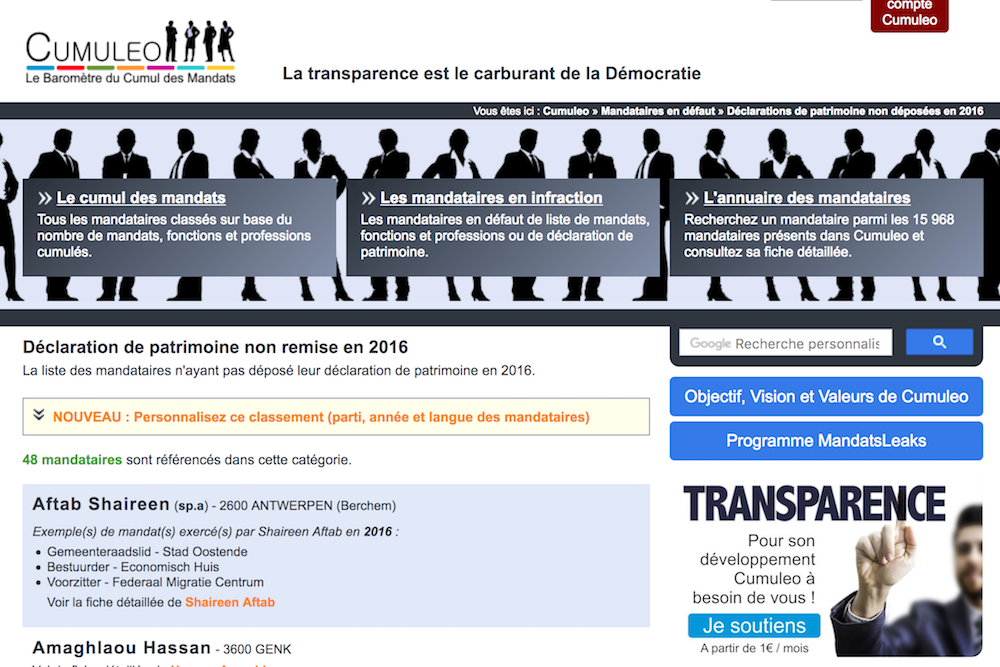 compte
Cumuleo
CUMULEO
Le Baromètre du Cumul des Mandats
La transparence est le carburant de la Démocratie
Vous êtes ici : Cumuleo » Mandataires en défaut » Déclarations de patrimoine non déposées en 2016
Le cumul des mandats
Tous les mandataires classés sur base du
nombre de mandats, fonctions et professions
cumulés.
Les mandataires en infraction
Les mandataires en défaut de liste de mandats,
fonctions et professions ou de déclaration de
patrimoine.
L'annuaire des mandataires
Recherchez un mandataire parmi les 15 968
mandataires présents dans Cumuleo et
consultez sa fiche détaillée.
Déclaration de patrimoine non remise en 2016
La liste des mandataires n'ayant pas déposé leur déclaration de patrimoine en 2016.
NOUVEAU : Personnalisez ce classement (parti, année et langue des mandataires)
48 mandataires sont référencés dans cette catégorie.
Aftab Shaireen (sp.a) - 2600 ANTWERPEN (Berchem)
Exemple(s) de mandat(s) exercé(s) par Shaireen Aftab en 2016 :
• Gemeenteraadslid - Stad Oostende
• Bestuurder - Economisch Huis
• Voorzitter - Federaal Migratie Centrum
Voir la fiche détaillée de Shaireen Aftab
Amaghlaou Hassan - 3600 GENK
Google Recherche personnalis
Objectif, Vision et Valeurs de Cumuleo
Programme MandatsLeaks
TRANSPARENCE
Pour son
développement
Cumuleo à
besoin de vous !
Je soutiens
A partir de 1€ / mois